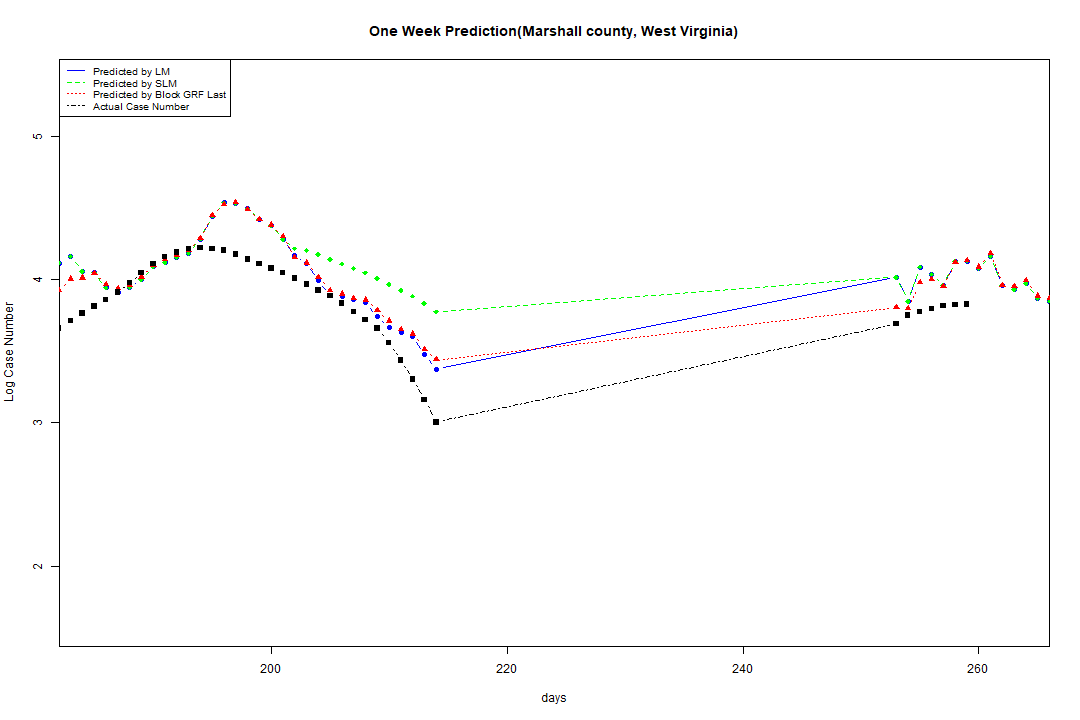 One Week Prediction(Marshall county, West Virginia)
Predicted by LM
Predicted by SLM
Predicted by Block GRF Last
Actual Case Number
5
4
3
2
Log Case Number
200 220 240 260
days